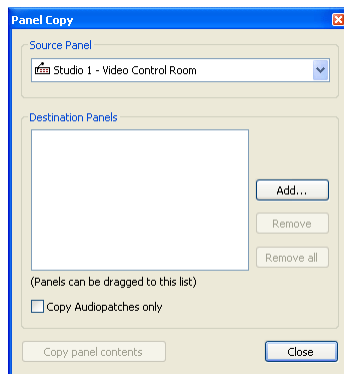 Panel Copy
Source Panel
Studio 1 - Video Control Room
Destination Panels
Add...
Remove
Remove all
(Panels can be dragged to this list)
Copy Audiopatches only
Copy panel contents
Close